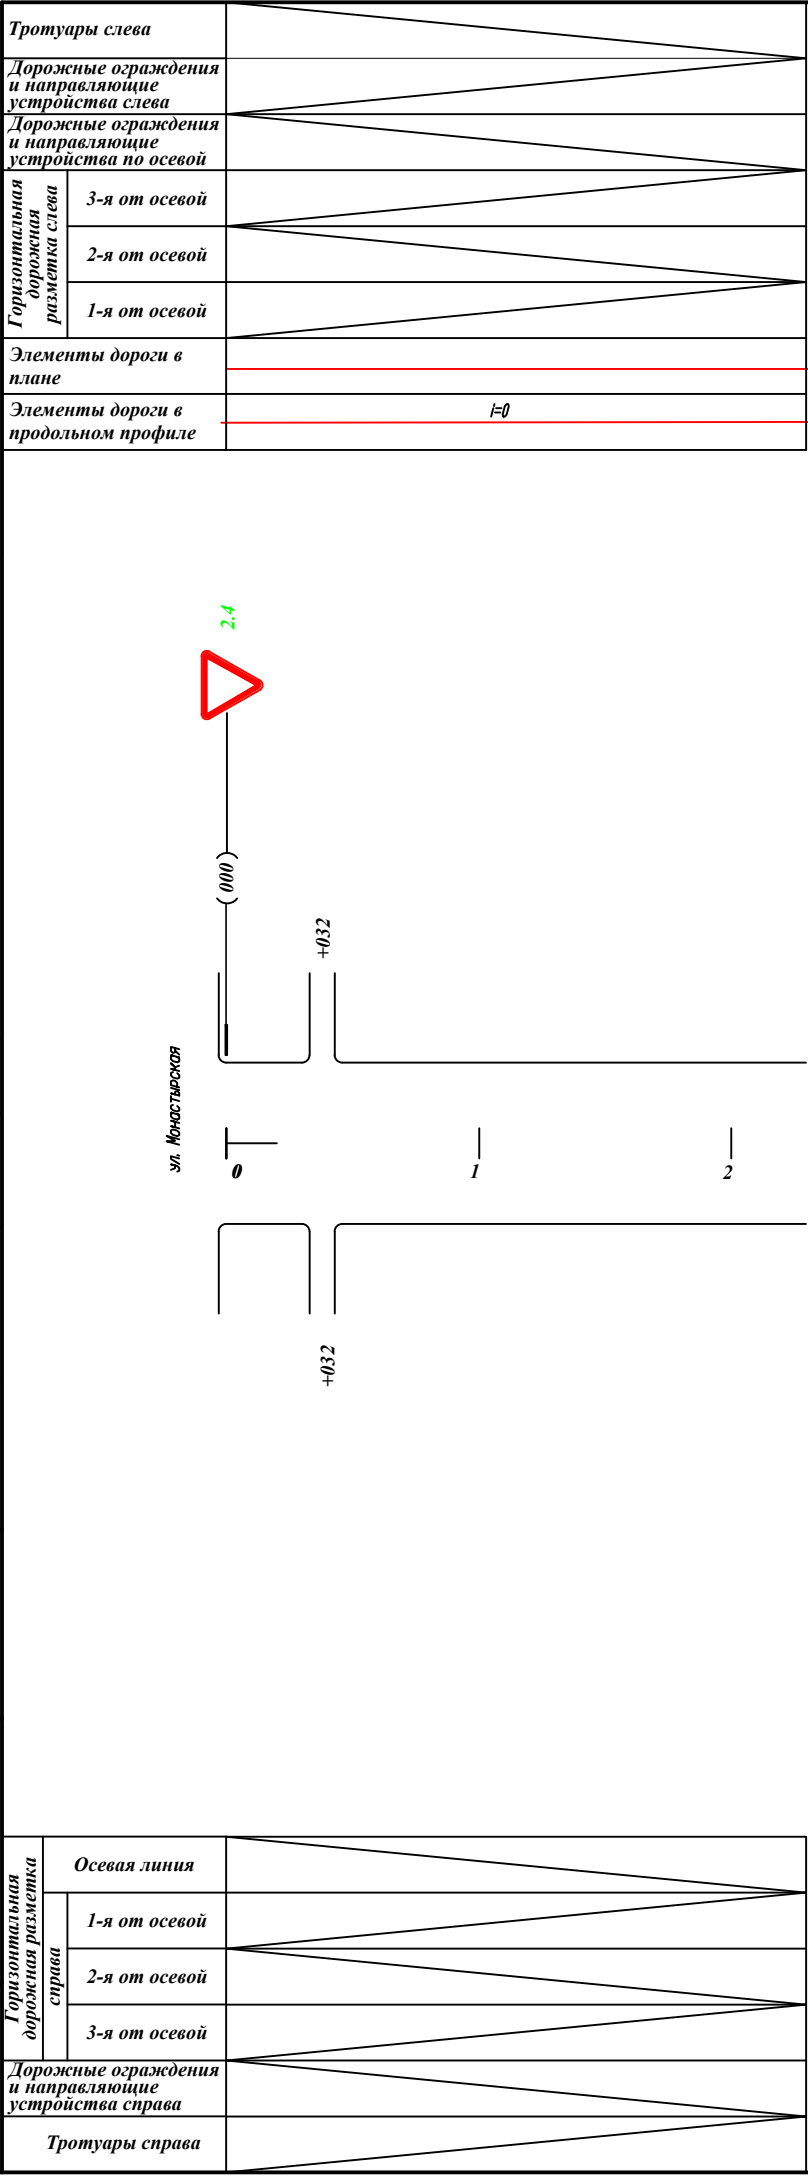 Тротуары слева
Дорожные ограждения
и направляющие
устройства слева
Дорожные ограждения
и направляющие
устройства по осевой
Горизонтальная
дорожная
разметка слева
3-я от осевой
2-я от осевой
1-я от осевой
Элементы дороги в
плане
Элементы дороги в
продольном профиле
i=0
2.4
(000)
+032
ул. Монастырская
0
1
2
+032
Горизонтальная
дорожная разметка
справа
Осевая линия
1-я от осевой
2-я от осевой
3-я от осевой
Дорожные ограждения
и направляющие
устройства справа
Тротуары справа